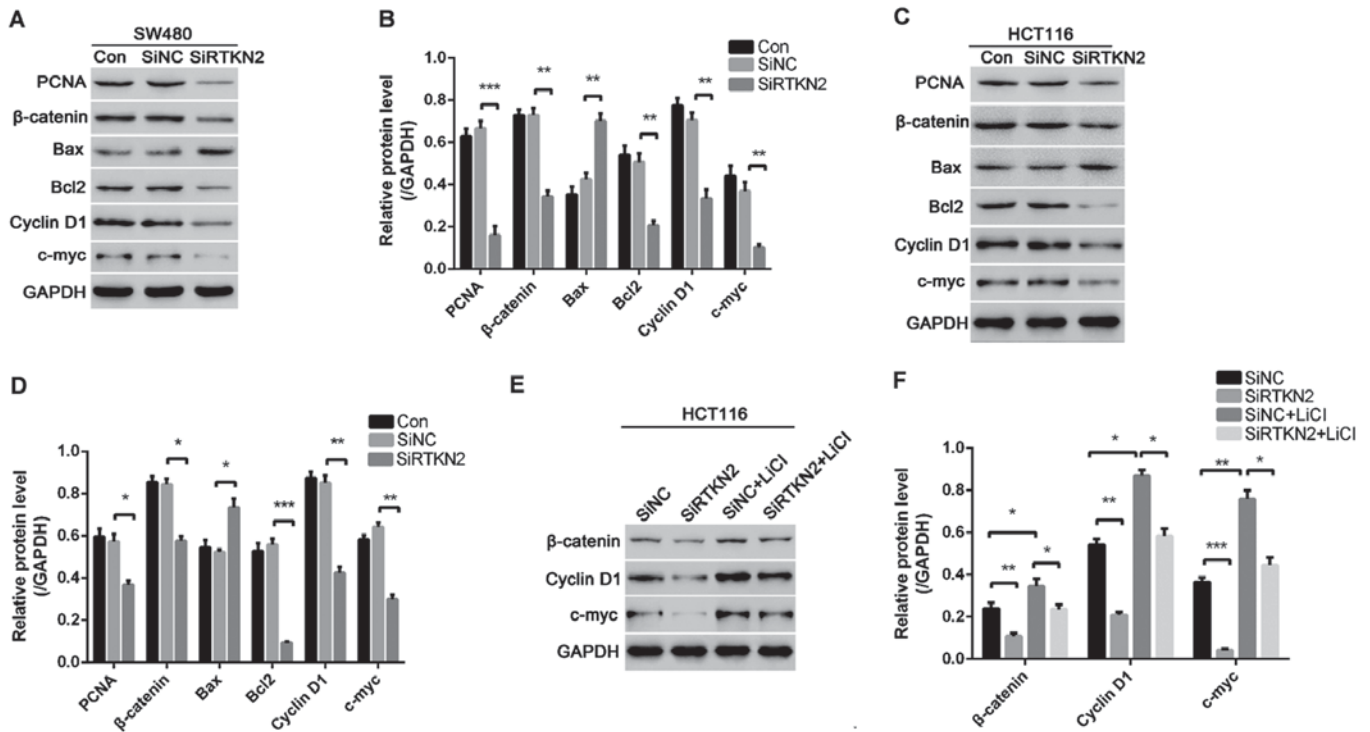 A
SW480
Con SiNC SiRTKN2
PCNA
β-catenin
Bax
Bcl2
Cyclin D1
c-myc
GAPDH
B
Relative protein level
(/GAPDH)
1.0
0.8
0.6
0.4
0.2
0.0
Con
SiNC
SiRTKN2
*** ** ** ** ** **
PCNA β-catenin Bax Bcl2 Cyclin D1 c-myc
C
HCT116
Con SiNC SiRTKN2
PCNA
β-catenin
Bax
Bcl2
Cyclin D1
c-myc
GAPDH
D
Relative protein level
(/GAPDH)
1.0
0.8
0.6
0.4
0.2
0.0
Con
SiNC
SiRTKN2
* * * *** ** **
PCNA β-catenin Bax Bcl2 Cyclin D1 c-myc
E
HCT116
SiNC SiRTKN2 SiNC+LiCl SiRTKN2+LiCl
β-catenin
Cyclin D1
c-myc
GAPDH
F
SiNC
SiRTKN2
SiNC+LiCl
SiRTKN2+LiCl
Relative protein level
(/GAPDH)
1.0
0.8
0.6
0.4
0.2
0.0
* ** * * ** * ** *** *
β-catenin Cyclin D1 c-myc